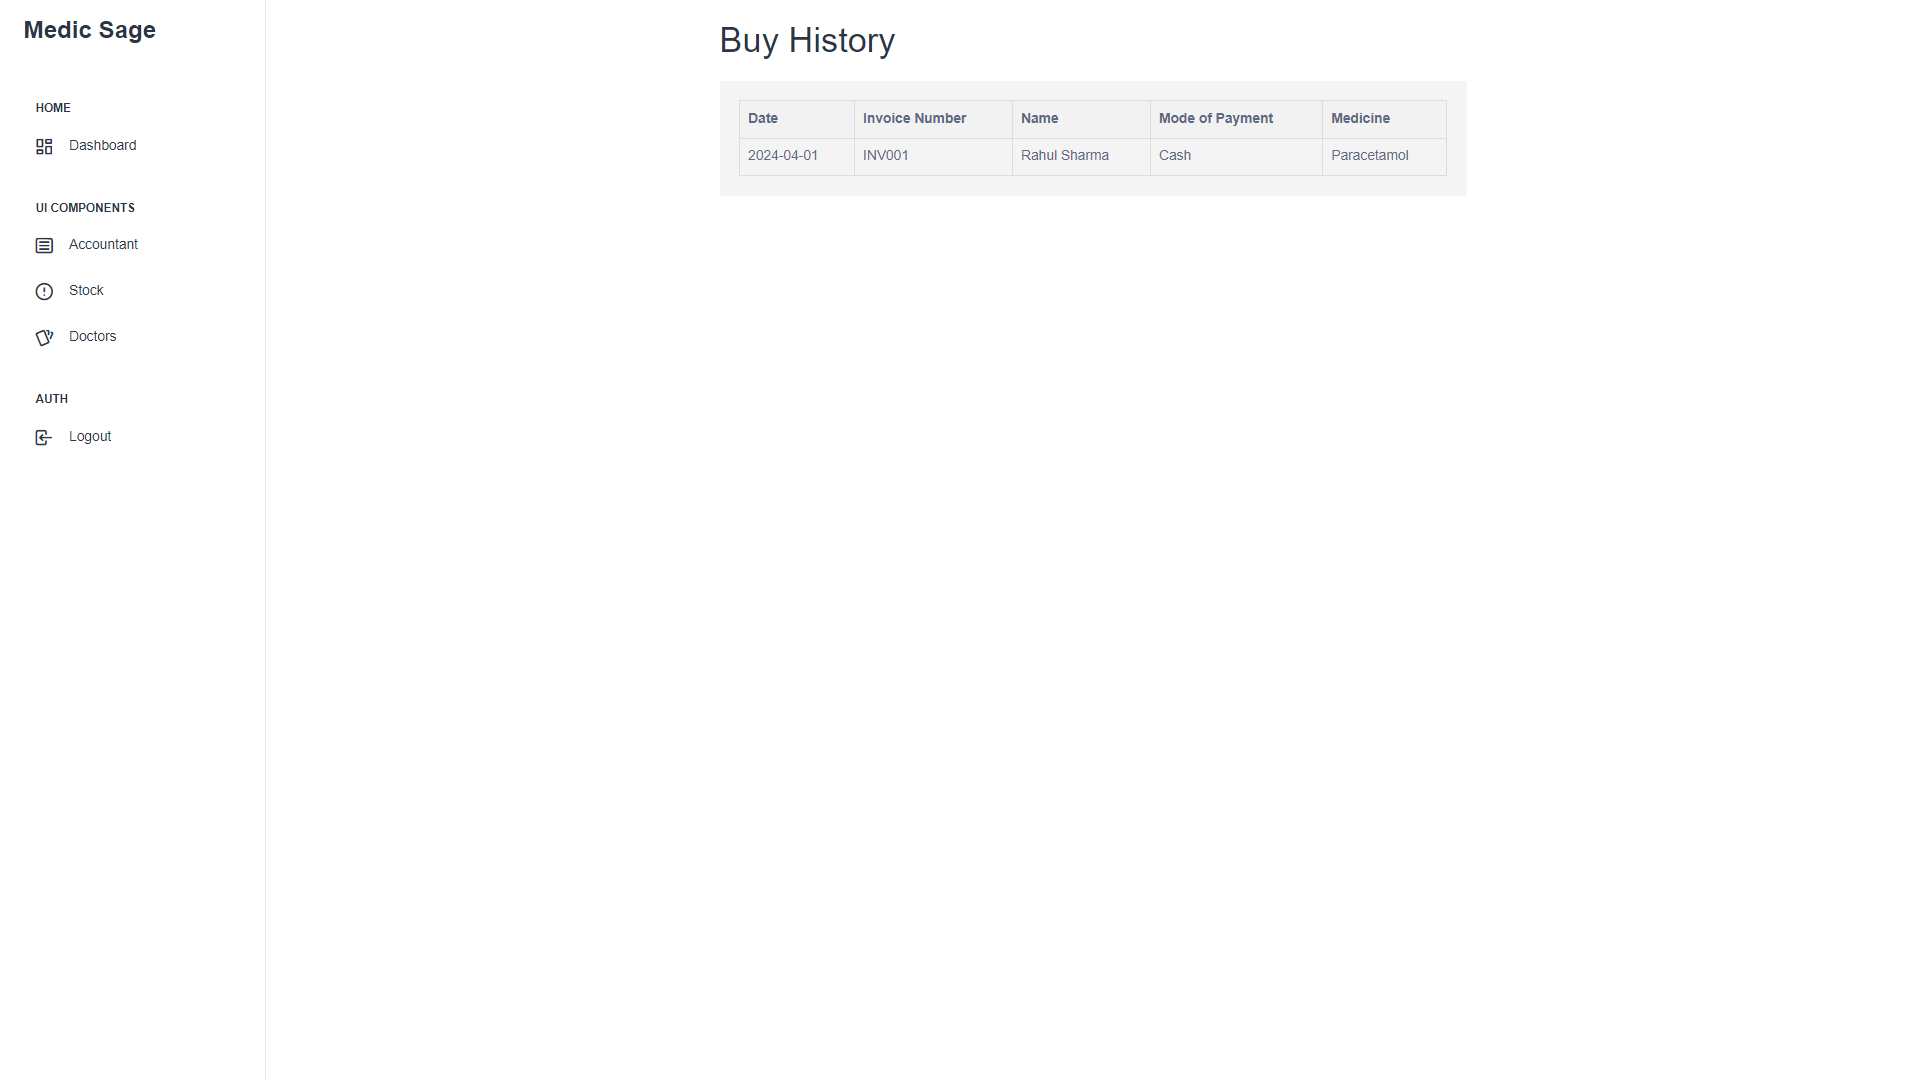 Medic Sage
HOME
Dashboard
UI COMPONENTS
Accountant
Stock
Doctors
AUTH
Logout
Buy History
Date Invoice Number Name Mode of Payment Medicine
2024-04-01 INV001 Rahul Sharma Cash Paracetamol